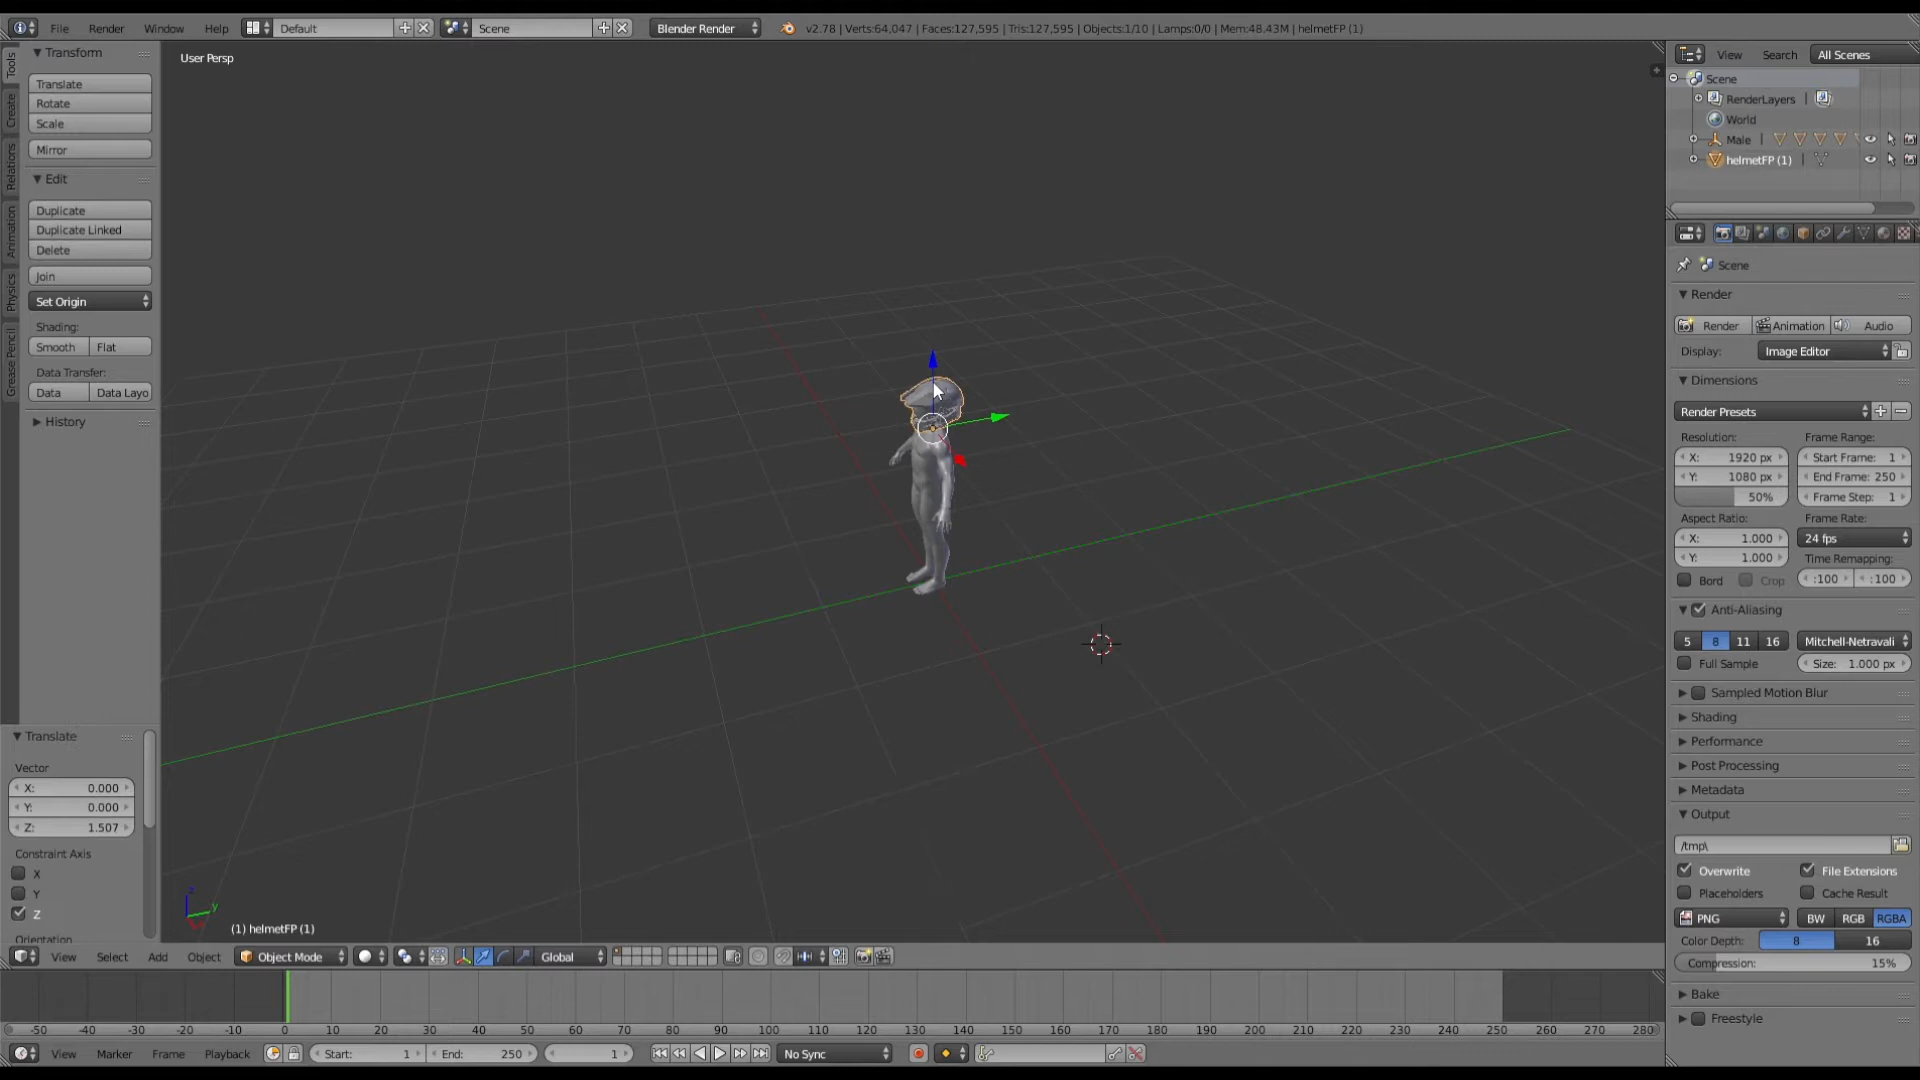 File Render Window Help Default Scene Blender Render v2.78 | Verts:64,047 | Faces:127,595 | Tris:127,595 | Objects:1/10 | Lamps:0/0 | Mem:48.43M | helmetFP (1)
Tools
Create
Relations
Animation
Physics
Grease Pencil
Transform
Translate
Rotate
Scale
Mirror
Edit
Duplicate
Duplicate Linked
Delete
Join
Set Origin
Shading:
Smooth Flat
Data Transfer:
Data Data Layo
History
Translate
Vector
X: 0.000
Y: 0.000
Z: 1.507
Constraint Axis
X
Y
Z
Orientation
User Persp
z
y
(1) helmetFP (1)
View Select Add Object Object Mode Global
-50 -40 -30 -20 -10 0 10 20 30 40 50 60 70 80 90 100 110 120 130 140 150 160 170 180 190 200 210 220 230 240 250 260 270 280
View Marker Frame Playback Start: 1 End: 250 1 No Sync
View Search All Scenes
Scene
RenderLayers |
World
Male |
helmetFP (1) |
Scene
Render
Render Animation Audio
Display: Image Editor
Dimensions
Render Presets
Resolution: Frame Range:
X: 1920 px Start Frame: 1
Y: 1080 px End Frame: 250
50% Frame Step: 1
Aspect Ratio: Frame Rate:
X: 1.000 24 fps
Y: 1.000 Time Remapping:
Bord Crop :100 :100
Anti-Aliasing
5 8 11 16 Mitchell-Netravali
Full Sample Size: 1.000 px
Sampled Motion Blur
Shading
Performance
Post Processing
Metadata
Output
/tmp\
Overwrite File Extensions
Placeholders Cache Result
PNG BW RGB RGBA
Color Depth: 8 16
Compression: 15%
Bake
Freestyle